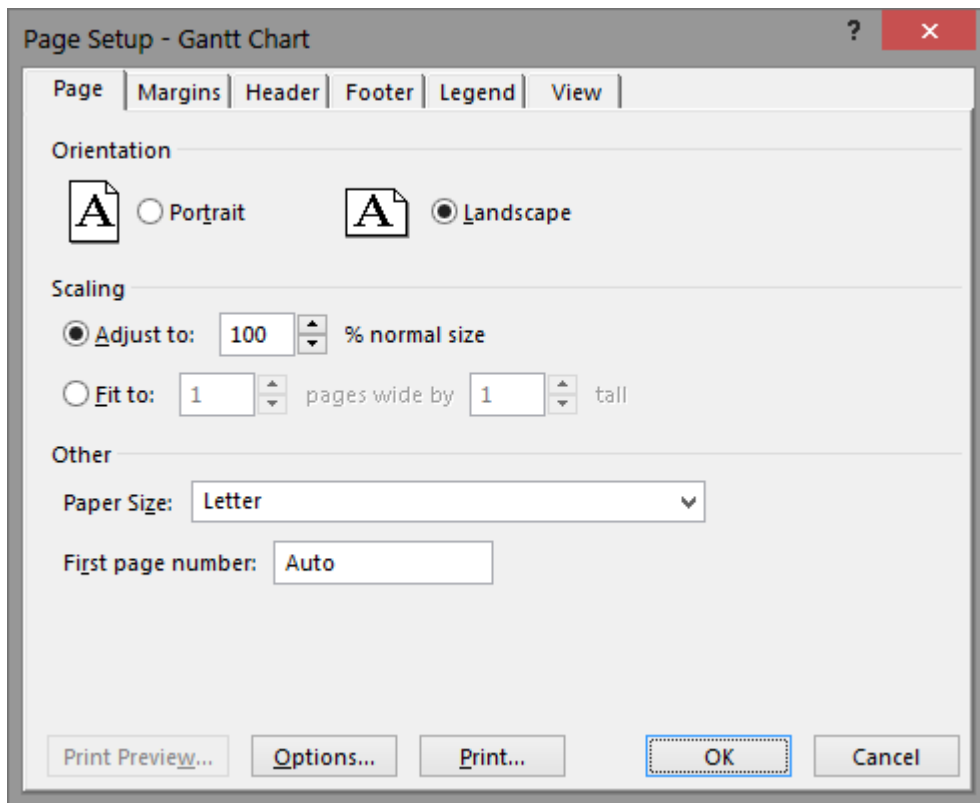 Page Setup - Gantt Chart ? ×
Page Margins Header Footer Legend View
Orientation
A Portrait A Landscape
Scaling
Adjust to: 100 % normal size
Fit to: 1 pages wide by 1 tall
Other
Paper Size: Letter
First page number: Auto
Print Preview... Options... Print... OK Cancel